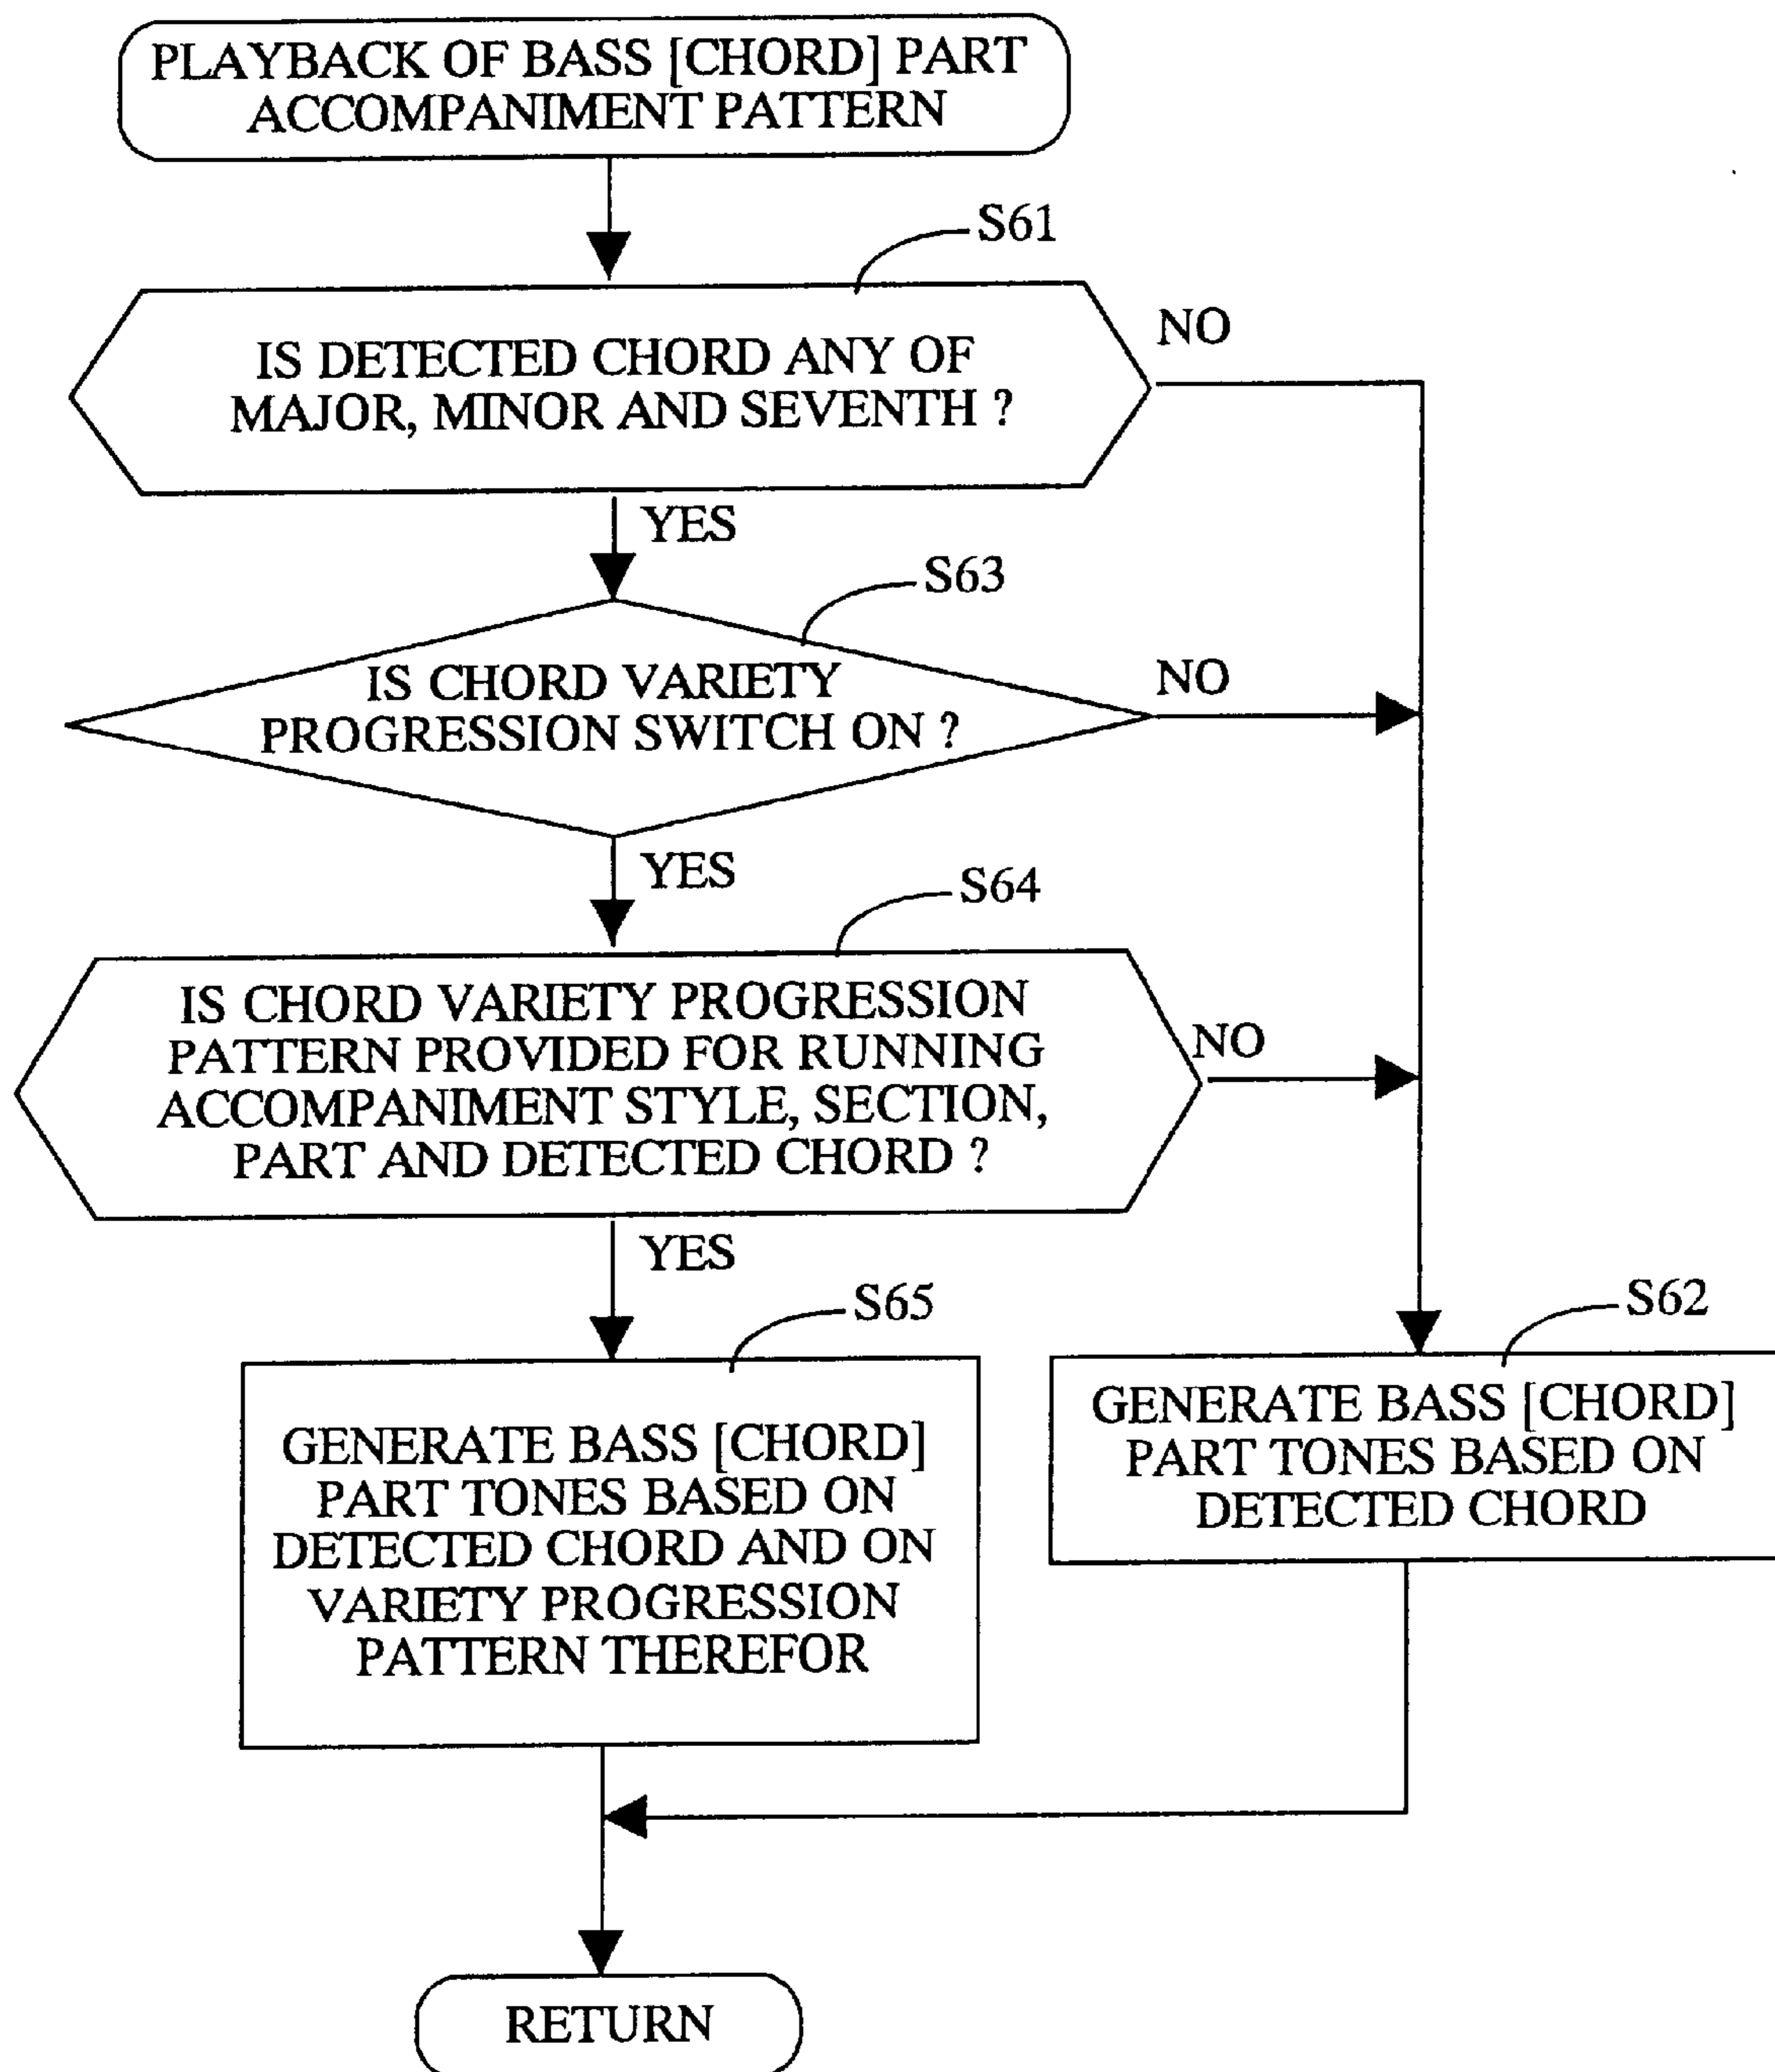 PLAYBACK OF BASS [CHORD] PART
ACCOMPANIMENT PATTERN
S61
IS DETECTED CHORD ANY OF
MAJOR, MINOR AND SEVENTH ?
NO
YES
S63
IS CHORD VARIETY
PROGRESSION SWITCH ON ?
NO
YES
S64
IS CHORD VARIETY PROGRESSION
PATTERN PROVIDED FOR RUNNING
ACCOMPANIMENT STYLE, SECTION,
PART AND DETECTED CHORD ?
NO
YES
S65
GENERATE BASS [CHORD]
PART TONES BASED ON
DETECTED CHORD AND ON
VARIETY PROGRESSION
PATTERN THEREFOR
S62
GENERATE BASS [CHORD]
PART TONES BASED ON
DETECTED CHORD
RETURN